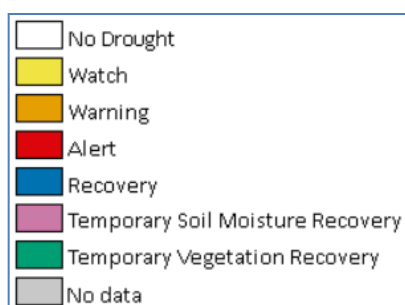 No Drought
Watch
Warning
Alert
Recovery
Temporary Soil Moisture Recovery
Temporary Vegetation Recovery
No data